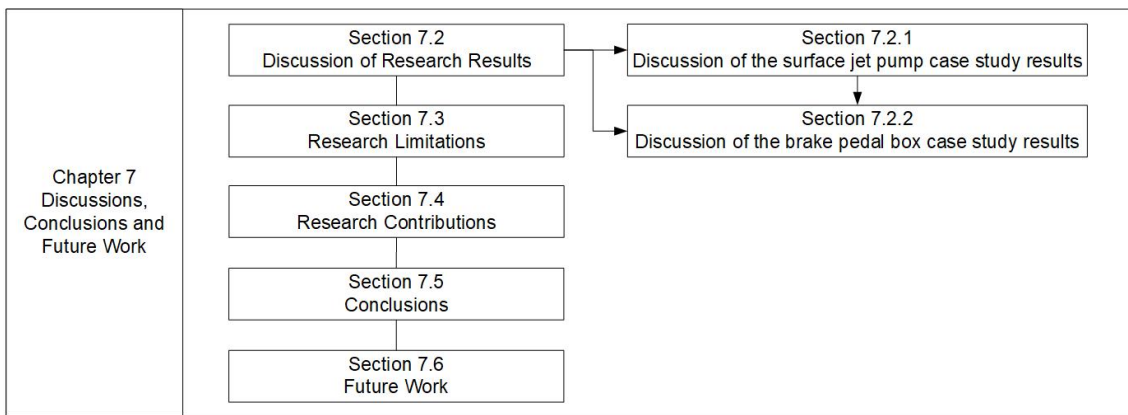 Chapter 7
Discussions,
Conclusions and
Future Work
Section 7.2
Discussion of Research Results
Section 7.3
Research Limitations
Section 7.4
Research Contributions
Section 7.5
Conclusions
Section 7.6
Future Work
Section 7.2.1
Discussion of the surface jet pump case study results
Section 7.2.2
Discussion of the brake pedal box case study results